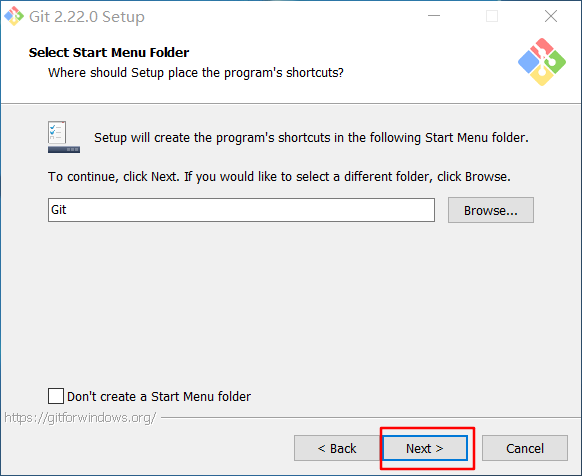 Git 2.22.0 Setup
Select Start Menu Folder
Where should Setup place the program's shortcuts?
Setup will create the program's shortcuts in the following Start Menu folder.
To continue, click Next. If you would like to select a different folder, click Browse.
Git
Browse...
Don't create a Start Menu folder
https://gitforwindows.org/
< Back
Next >
Cancel